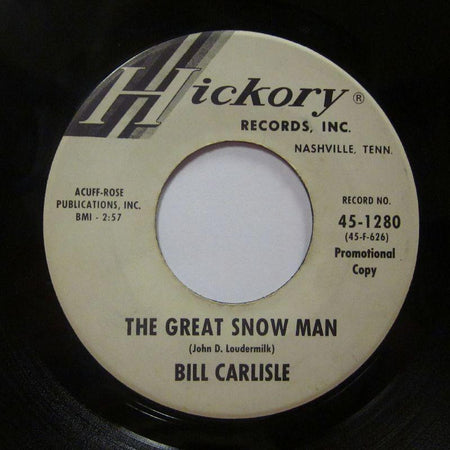 Hickory ®
RECORDS, INC.
NASHVILLE, TENN.
ACUFF-ROSE
PUBLICATIONS, INC.
BMI - 2:57
RECORD NO.
45-1280
(45-F-626)
Promotional
Copy
THE GREAT SNOW MAN
(John D. Loudermilk)
BILL CARLISLE